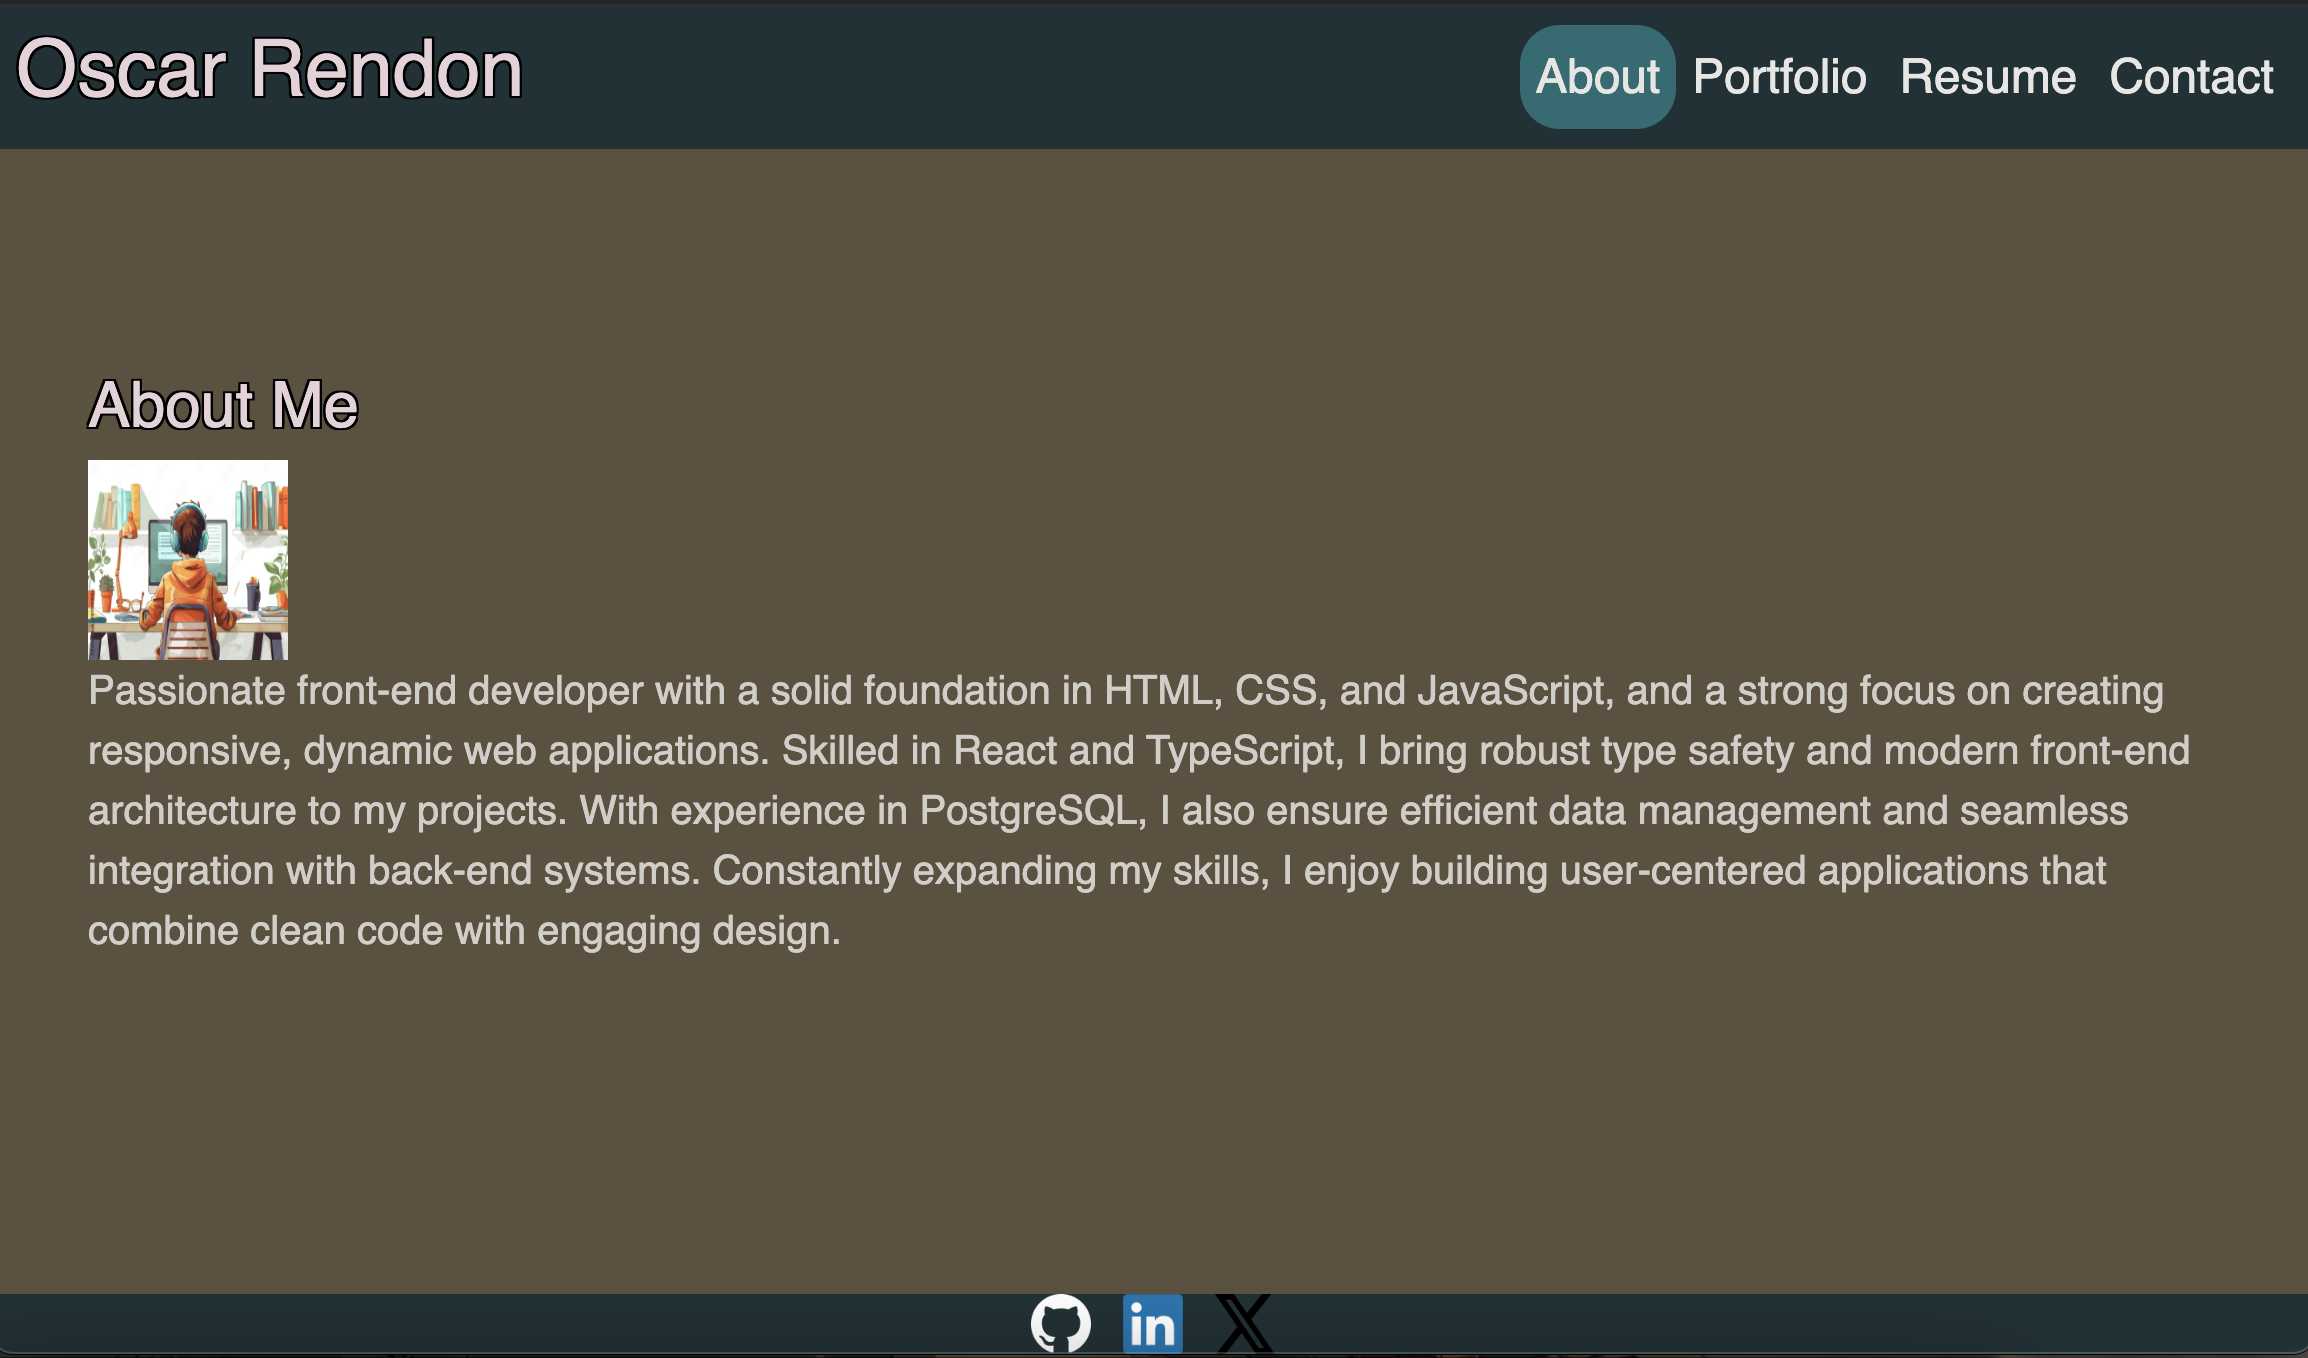 Oscar Rendon
About Portfolio Resume Contact
About Me
Passionate front-end developer with a solid foundation in HTML, CSS, and JavaScript, and a strong focus on creating
responsive, dynamic web applications. Skilled in React and TypeScript, I bring robust type safety and modern front-end
architecture to my projects. With experience in PostgreSQL, I also ensure efficient data management and seamless
integration with back-end systems. Constantly expanding my skills, I enjoy building user-centered applications that
combine clean code with engaging design.
in